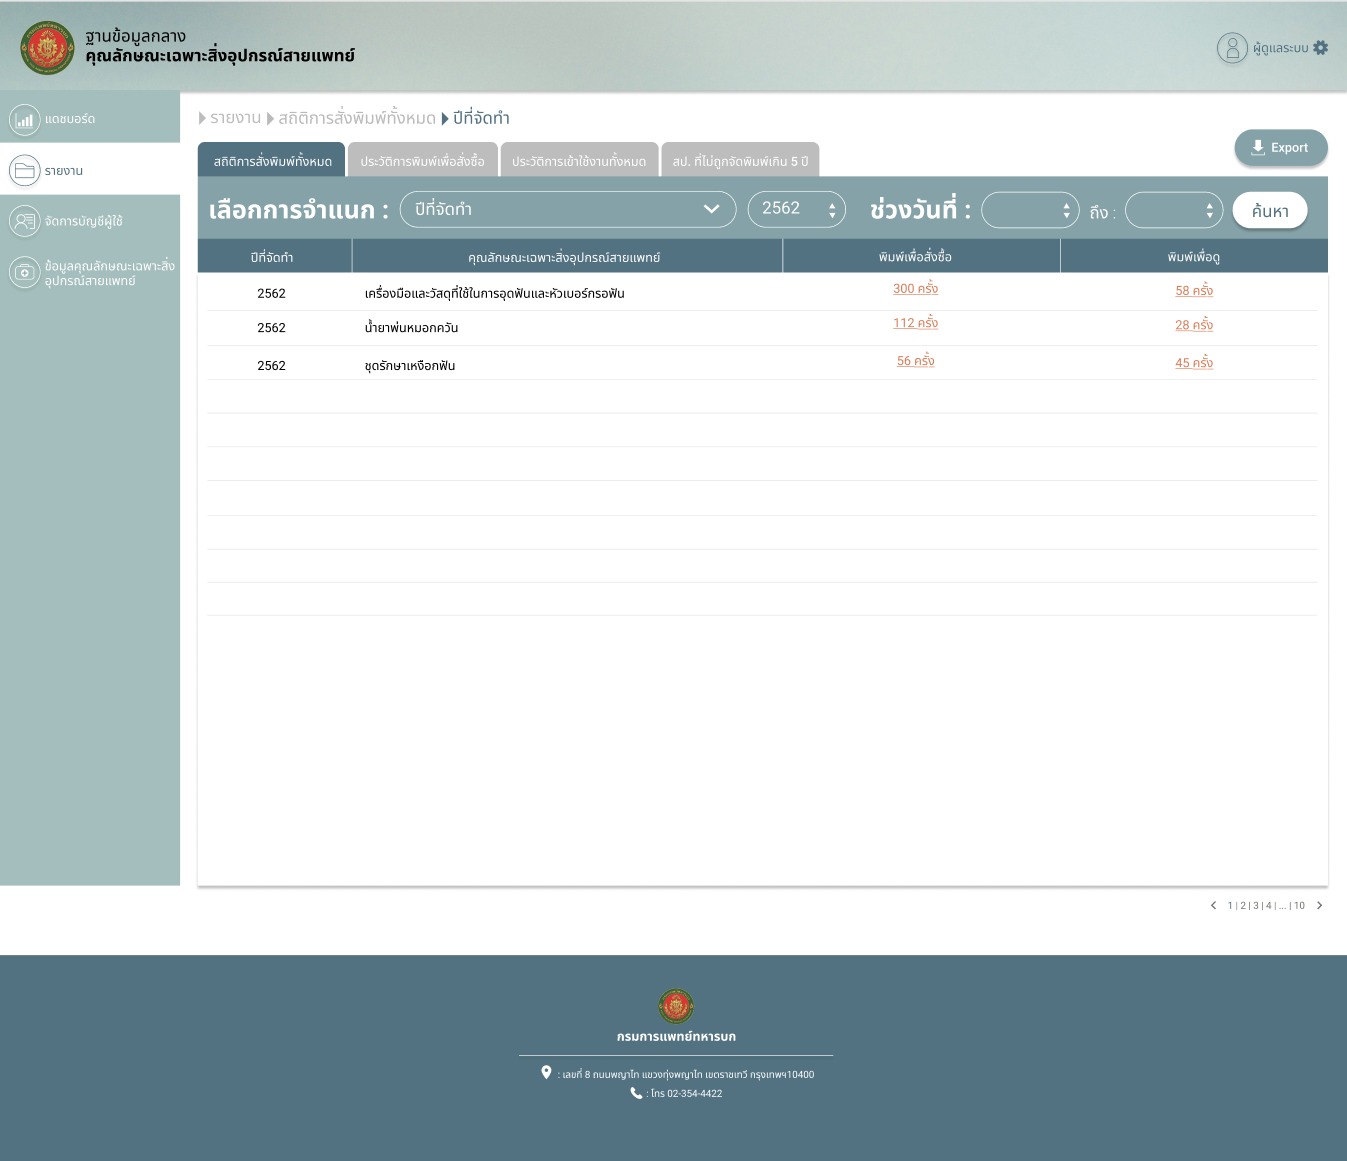 ฐานข้อมูลกลาง
คุณลักษณะเฉพาะสิ่งอุปกรณ์สายแพทย์
ผู้ดูแลระบบ
แดชบอร์ด
รายงาน
จัดการบัญชีผู้ใช้
ข้อมูลคุณลักษณะเฉพาะสิ่ง
อุปกรณ์สายแพทย์
รายงาน สถิติการสั่งพิมพ์ทั้งหมด ปีที่จัดทำ
Export
สถิติการสั่งพิมพ์ทั้งหมด ประวัติการพิมพ์เพื่อสั่งซื้อ ประวัติการเข้าใช้งานทั้งหมด สป. ที่ไม่ถูกจัดพิมพ์เกิน 5 ปี
เลือกการจำแนก : ปีที่จัดทำ 2562 ช่วงวันที่ : ถึง : ค้นหา
ปีที่จัดทำ คุณลักษณะเฉพาะสิ่งอุปกรณ์สายแพทย์ พิมพ์เพื่อสั่งซื้อ พิมพ์เพื่อดู
2562 เครื่องมือและวัสดุที่ใช้ในการอุดฟันและหัวเบอร์กรอฟัน 300 ครั้ง 58 ครั้ง
2562 น้ำยาพ่นหมอกควัน 112 ครั้ง 28 ครั้ง
2562 ชุดรักษาเหงือกฟัน 56 ครั้ง 45 ครั้ง
1 | 2 | 3 | 4 | ... | 10
กรมการแพทย์ทหารบก
: เลขที่ 8 ถนนพญาไท แขวงทุ่งพญาไท เขตราชเทวี กรุงเทพฯ10400
: โทร 02-354-4422